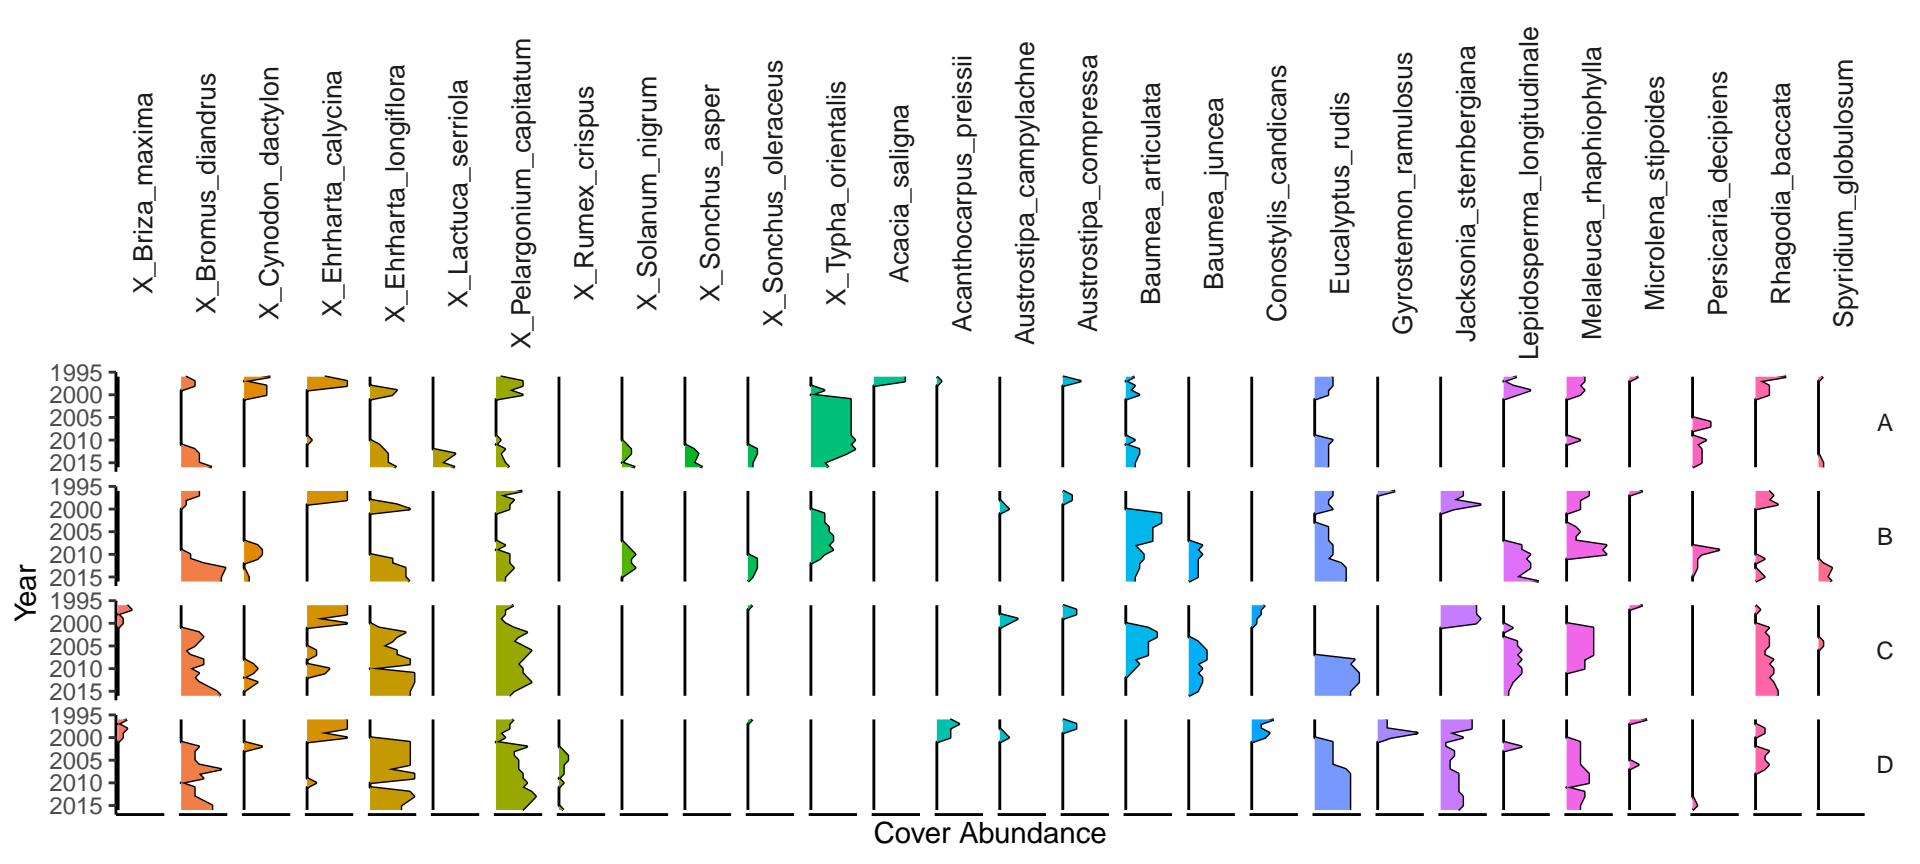 X_Briza_maxima
X_Bromus_diandrus
X_Cynodon_dactylon
X_Ehrharta_calycina
X_Ehrharta_longiflora
X_Lactuca_serriola
X_Pelargonium_capitatum
X_Rumex_crispus
X_Solanum_nigrum
X_Sonchus_asper
X_Sonchus_oleraceus
X_Typha_orientalis
Acacia_saligna
Acanthocarpus_preissii
Austrostipa_campylachne
Austrostipa_compressa
Baumea_articulata
Baumea_juncea
Conostylis_candicans
Eucalyptus_rudis
Gyrostemon_ramulosus
Jacksonia_sternbergiana
Lepidosperma_longitudinale
Melaleuca_rhaphiophylla
Microlena_stipoides
Persicaria_decipiens
Rhagodia_baccata
Spyridium_globulosum
Year
1995
2000
2005
2010
2015
A
1995
2000
2005
2010
2015
B
1995
2000
2005
2010
2015
C
1995
2000
2005
2010
2015
D
Cover Abundance